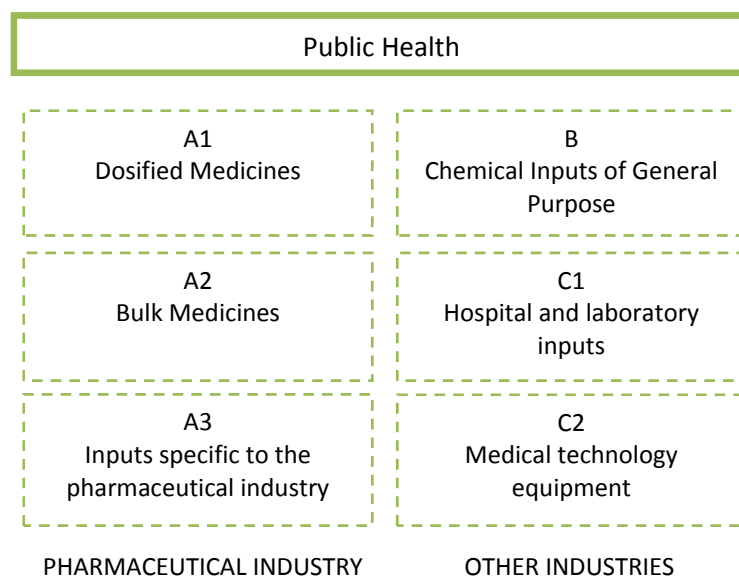 Public Health
A1
Dosified Medicines
B
Chemical Inputs of General
Purpose
A2
Bulk Medicines
C1
Hospital and laboratory
inputs
A3
Inputs specific to the
pharmaceutical industry
C2
Medical technology
equipment
PHARMACEUTICAL INDUSTRY
OTHER INDUSTRIES